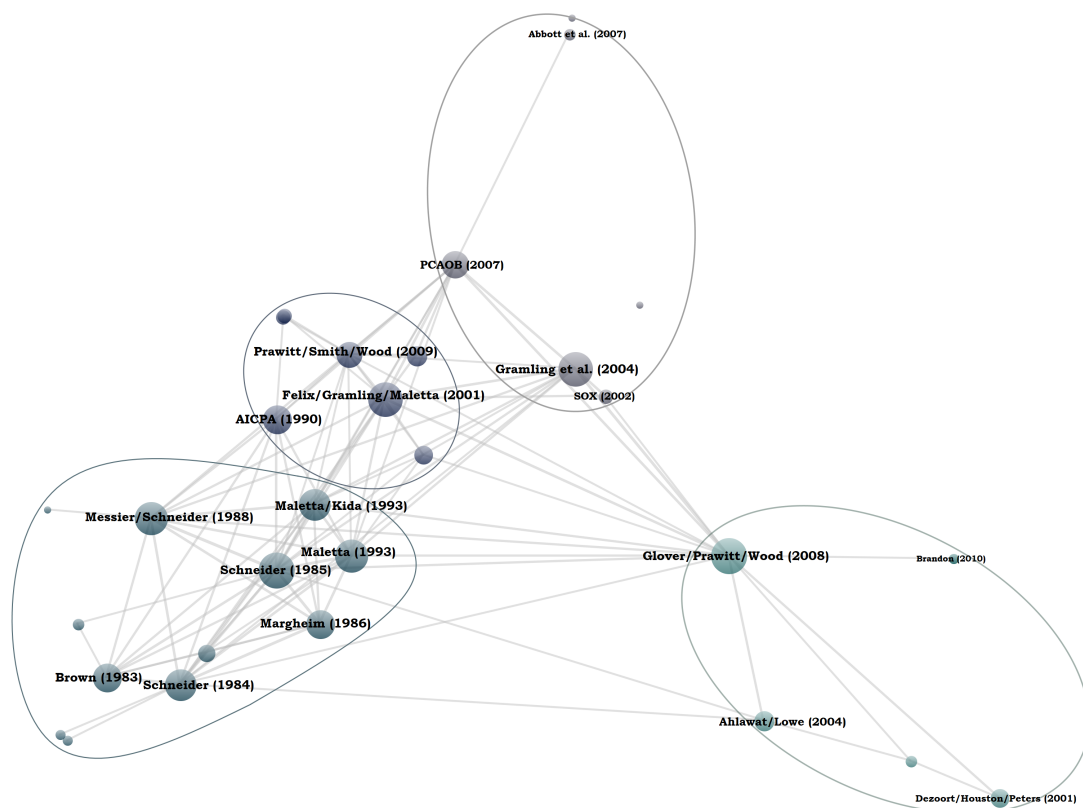 Abbott et al. (2007)
PCAOB (2007)
Prawitt/Smith/Wood (2009)
Gramling et al. (2004)
Felix/Gramling/Maletta (2001)
SOX (2002)
AICPA (1990)
Maletta/Kida (1993)
Messier/Schneider (1988)
Maletta (1993)
Glover/Prawitt/Wood (2008)
Brandon (2010)
Schneider (1985)
Margheim (1986)
Brown (1983)
Schneider (1984)
Ahlawat/Lowe (2004)
Dezoort/Houston/Peters (2001)